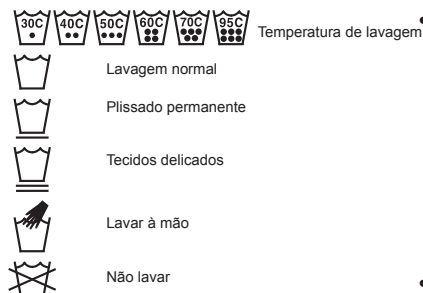 30C 40C 50C 60C 70C 95C Temperatura de lavagem
Lavagem normal
Plissado permanente
Tecidos delicados
Lavar à mão
Não lavar